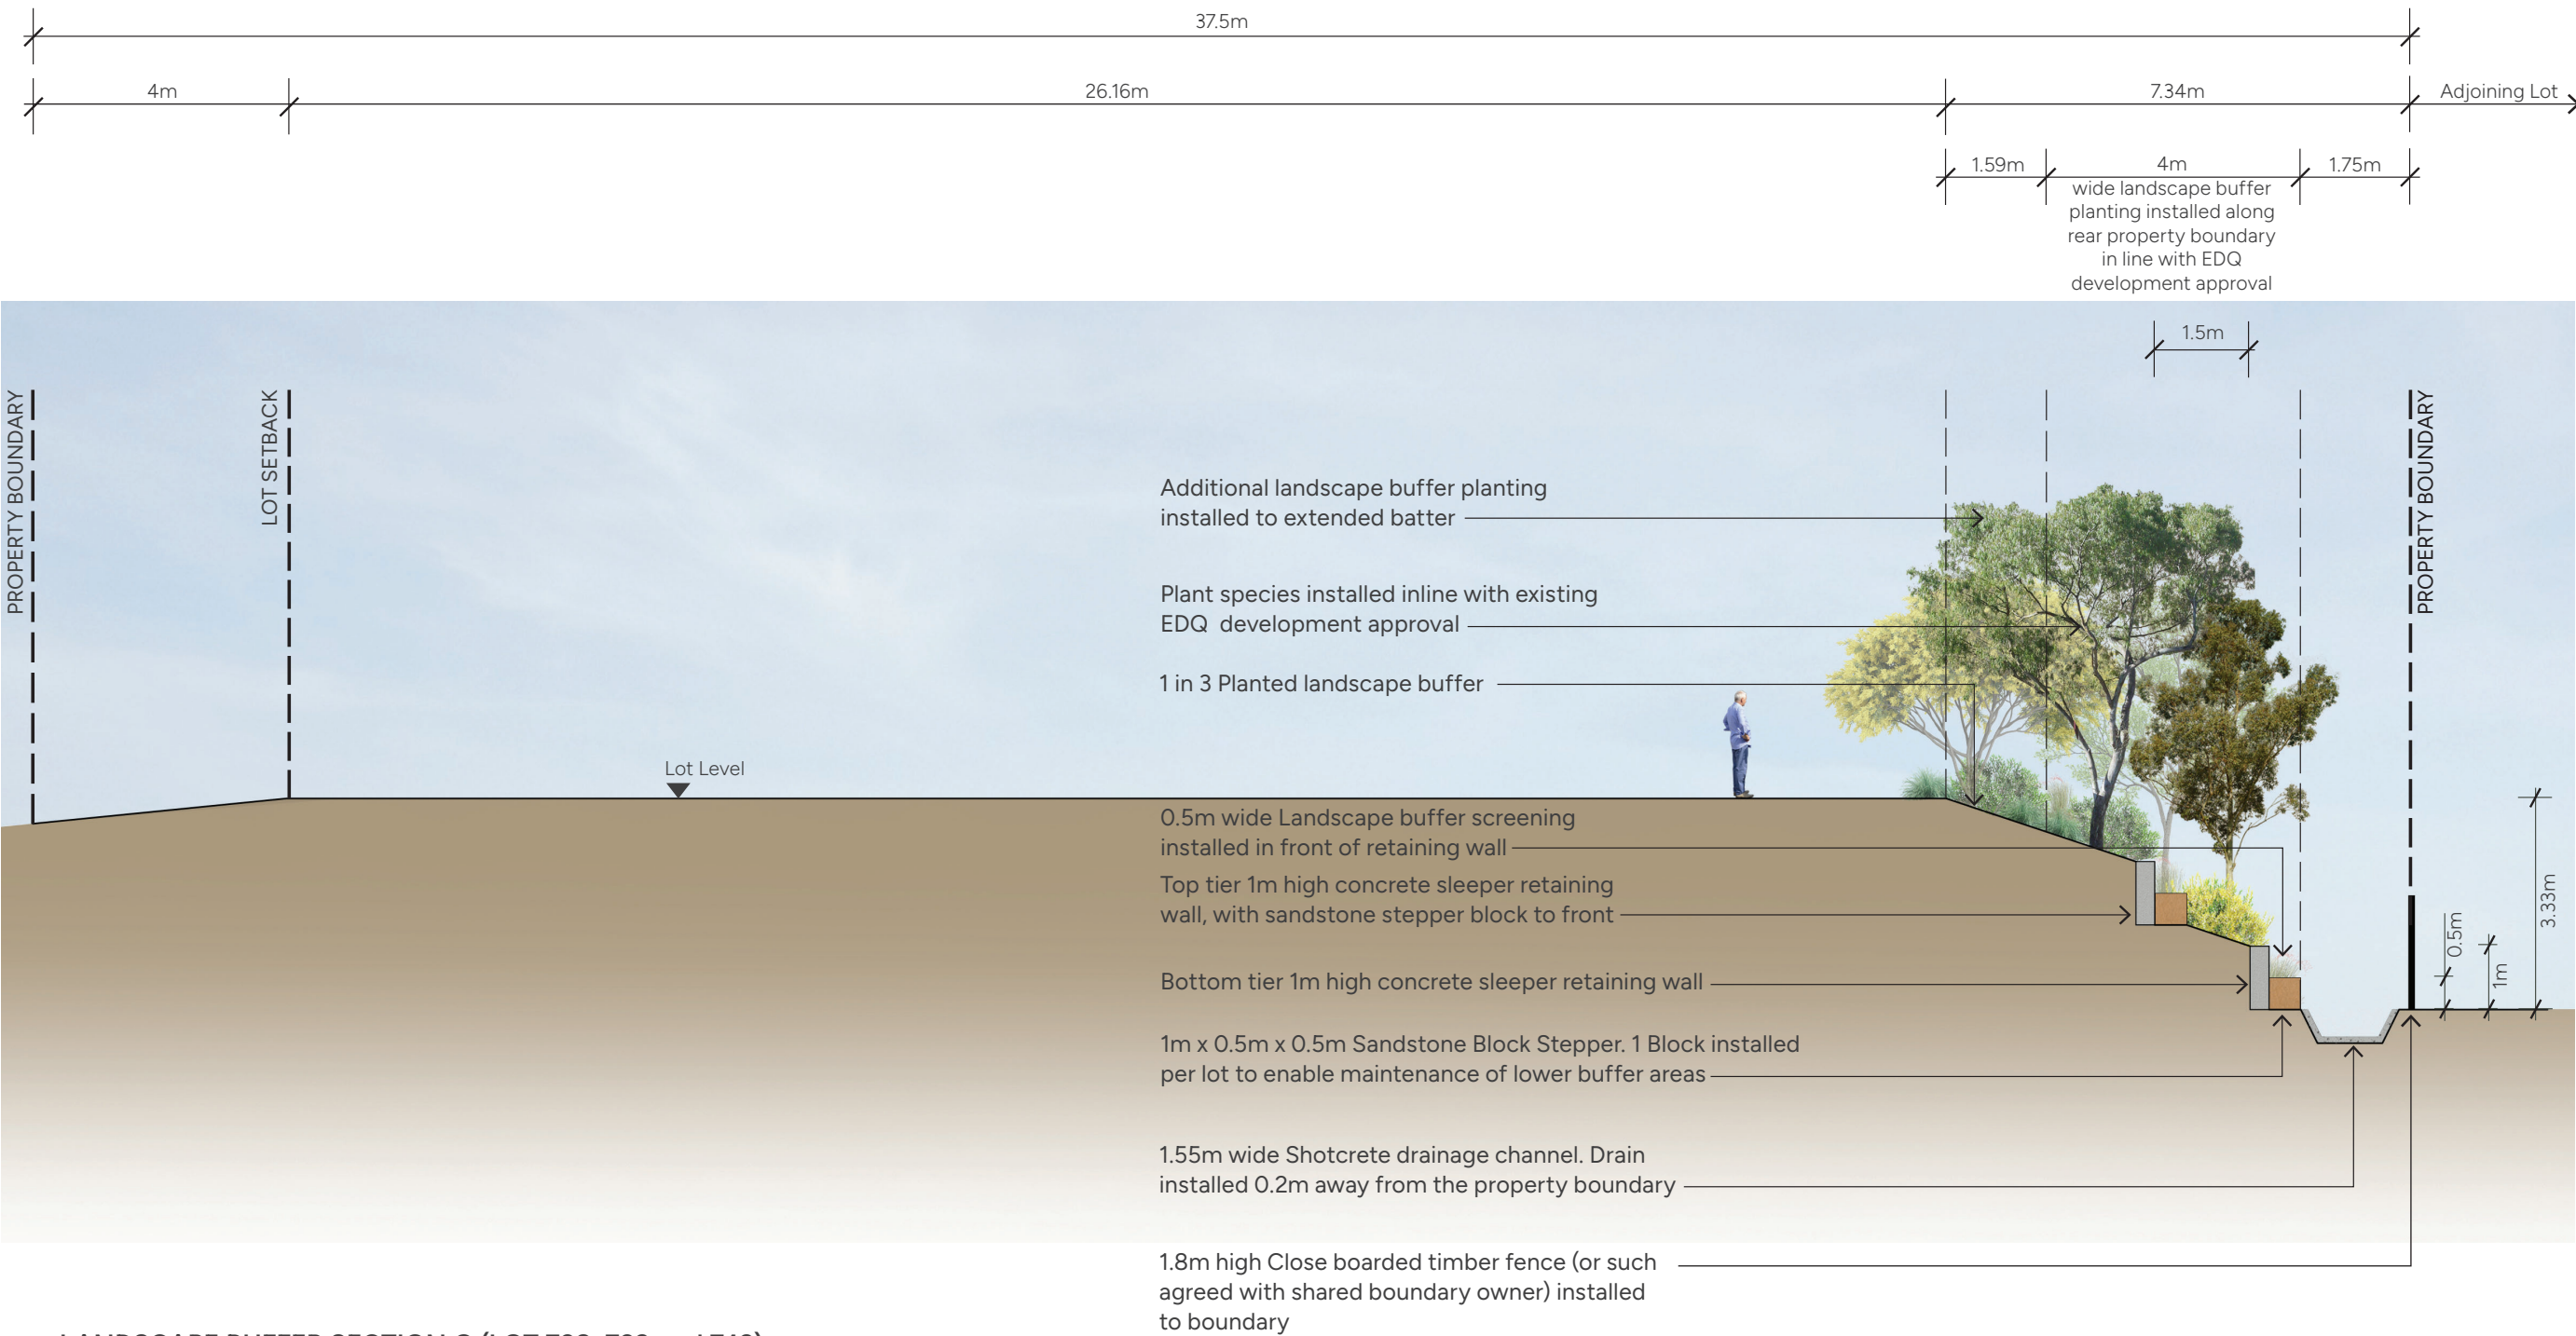 37.5m
4m
26.16m
7.34m
Adjoining Lot
1.59m
4m
1.75m
wide landscape buffer
planting installed along
rear property boundary
in line with EDQ
development approval
1.5m
PROPERTY BOUNDARY
LOT SETBACK
PROPERTY BOUNDARY
Additional landscape buffer planting
installed to extended batter
Plant species installed inline with existing
EDQ development approval
1 in 3 Planted landscape buffer
Lot Level
0.5m wide Landscape buffer screening
installed in front of retaining wall
Top tier 1m high concrete sleeper retaining
wall, with sandstone stepper block to front
Bottom tier 1m high concrete sleeper retaining wall
0.5m
1m
3.33m
1m x 0.5m x 0.5m Sandstone Block Stepper. 1 Block installed
per lot to enable maintenance of lower buffer areas
1.55m wide Shotcrete drainage channel. Drain
installed 0.2m away from the property boundary
1.8m high Close boarded timber fence (or such
agreed with shared boundary owner) installed
to boundary
LANDSCAPE BUFFER SECTION